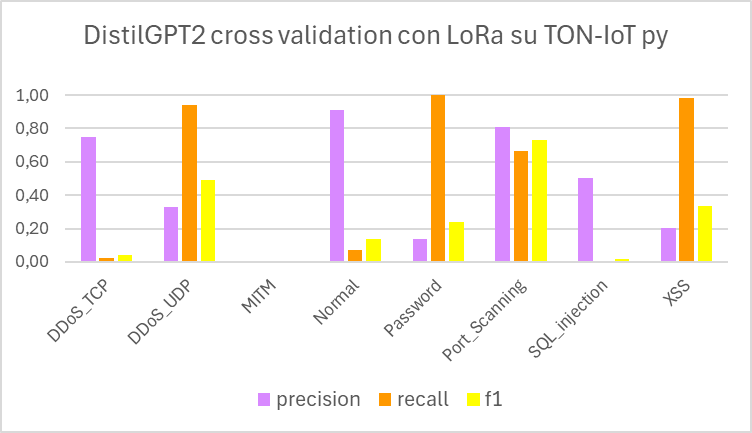 DistilGPT2 cross validation con LoRa su TON-IoT py
1,00
0,80
0,60
0,40
0,20
0,00
DDoS_TCP
DDoS_UDP
MITM
Normal
Password
Port_Scanning
SQL_injection
XSS
precision recall f1